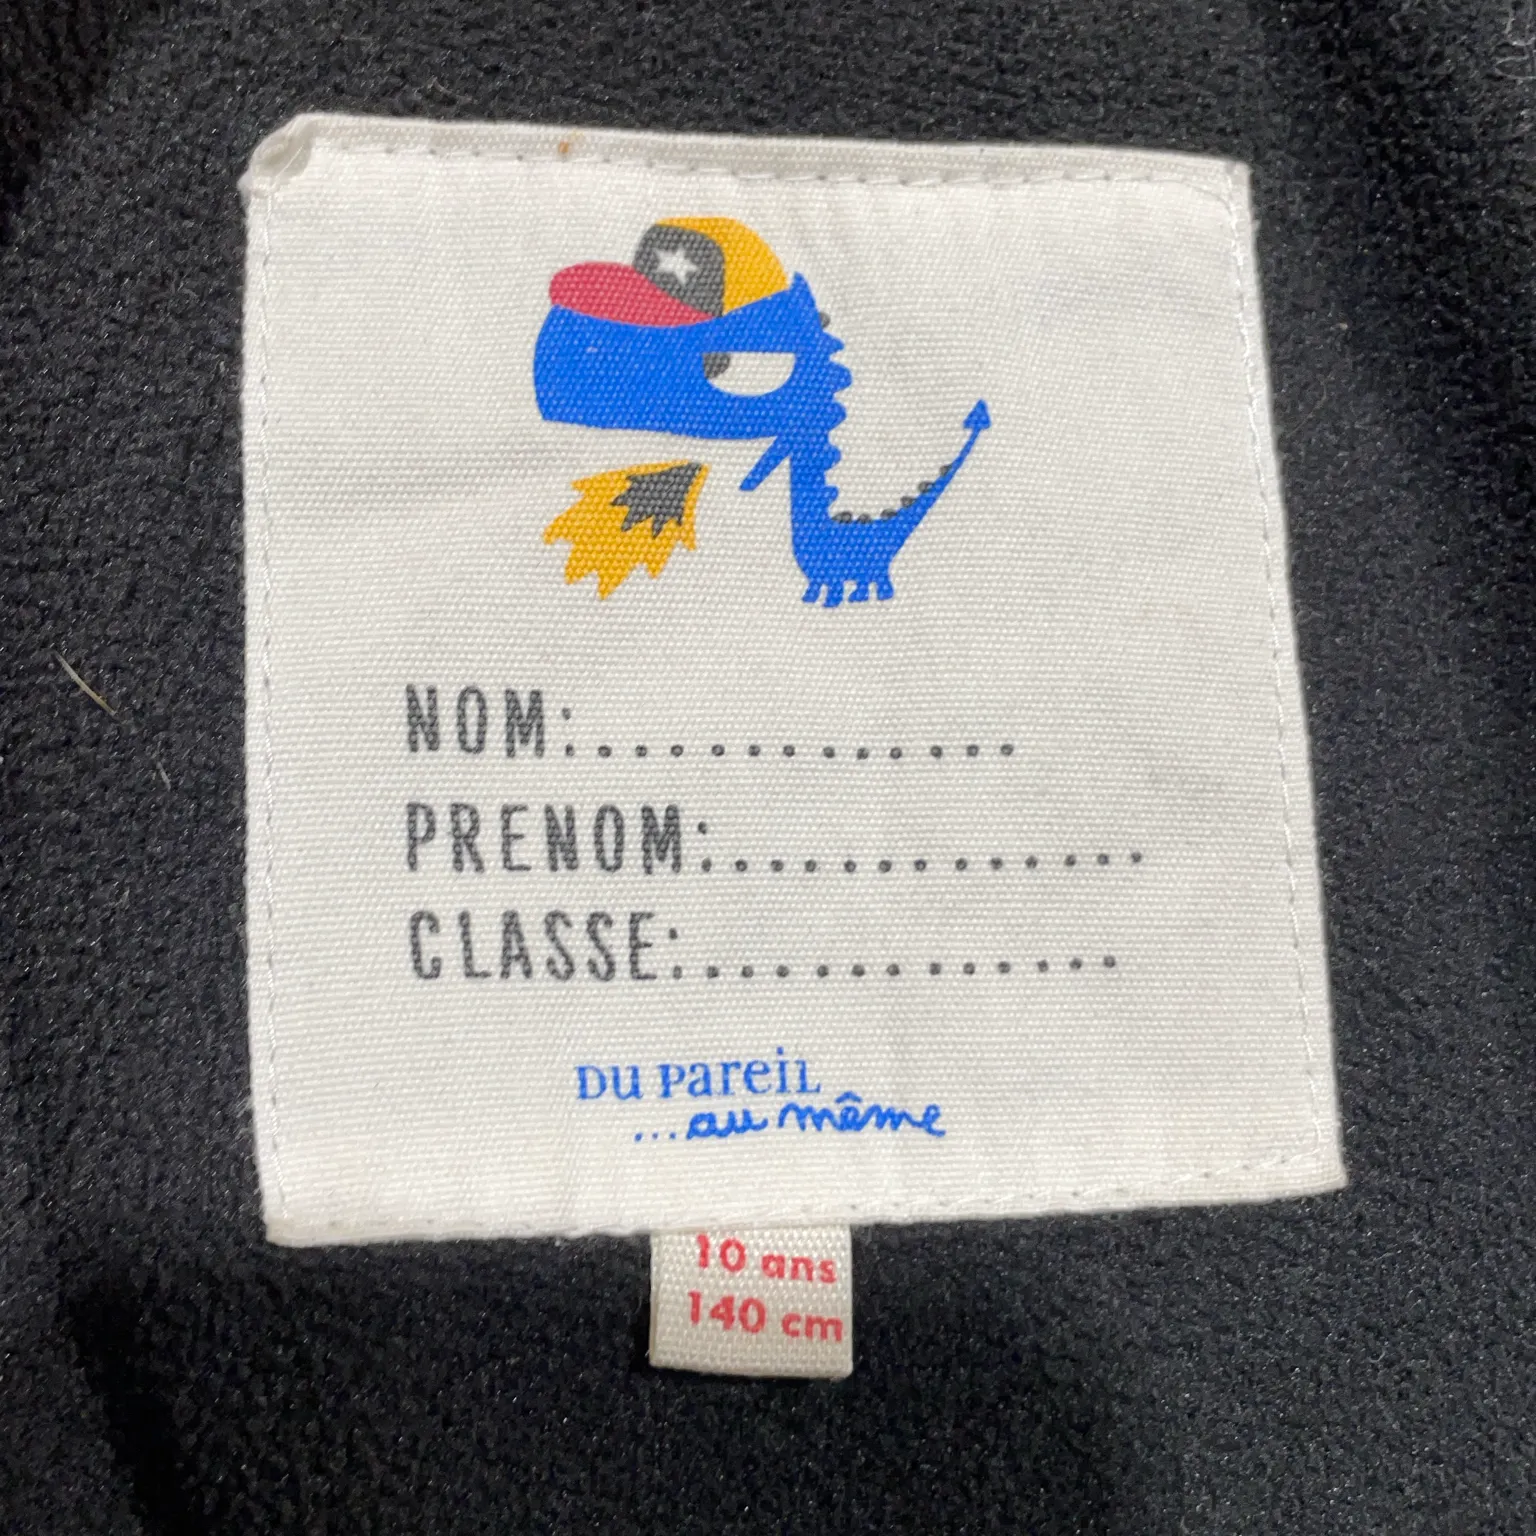 NOM:.............
PRENOM:.............
CLASSE:.............
DU PAREIL
...au même
10 ans
140 cm